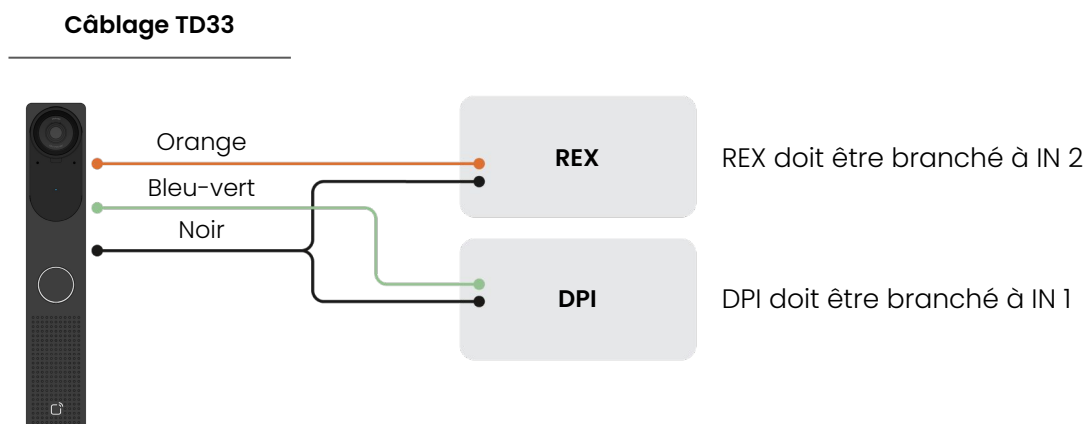 Câblage TD33
Orange
REX
REX doit être branché à IN 2
Bleu-vert
Noir
DPI
DPI doit être branché à IN 1